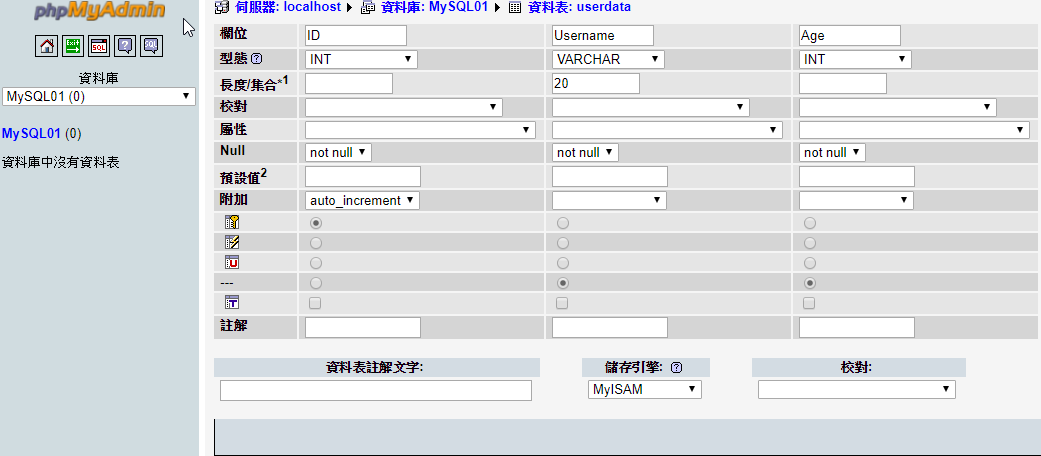 phpMyAdmin
Exit
SQL
?
SQL
資料庫
MySQL01 (0)
MySQL01 (0)
資料庫中沒有資料表
伺服器: localhost 資料庫: MySQL01 資料表: userdata
欄位 ID Username Age
型態 ? INT VARCHAR INT
長度/集合*1 20
校對
屬性
Null not null not null not null
預設值2
附加 auto_increment
U
---
T
註解
資料表註解文字: 儲存引擎: ? 校對:
MyISAM